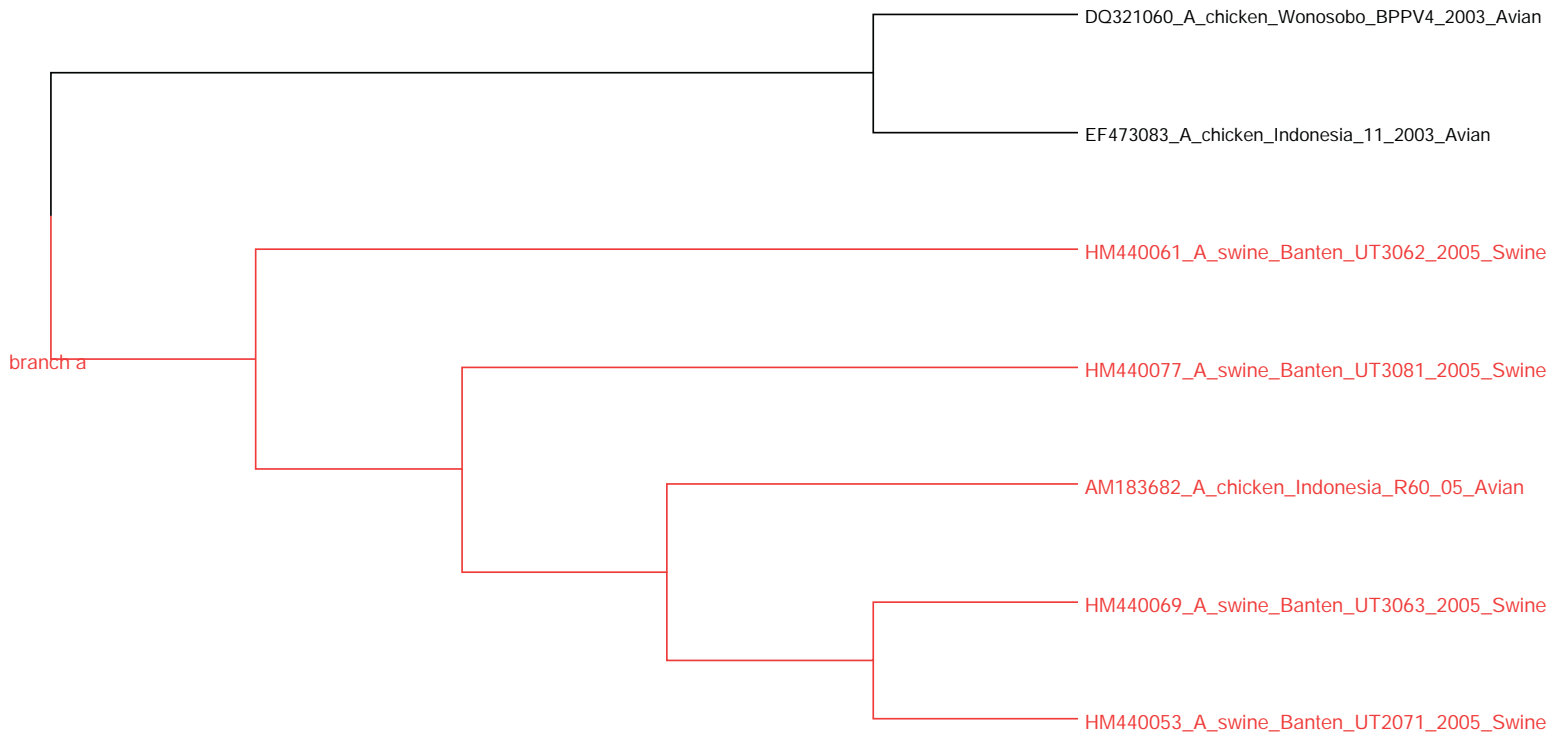 DQ321060_A_chicken_Wonosobo_BPPV4_2003_Avian
EF473083_A_chicken_Indonesia_11_2003_Avian
HM440061_A_swine_Banten_UT3062_2005_Swine
branch a
HM440077_A_swine_Banten_UT3081_2005_Swine
AM183682_A_chicken_Indonesia_R60_05_Avian
HM440069_A_swine_Banten_UT3063_2005_Swine
HM440053_A_swine_Banten_UT2071_2005_Swine